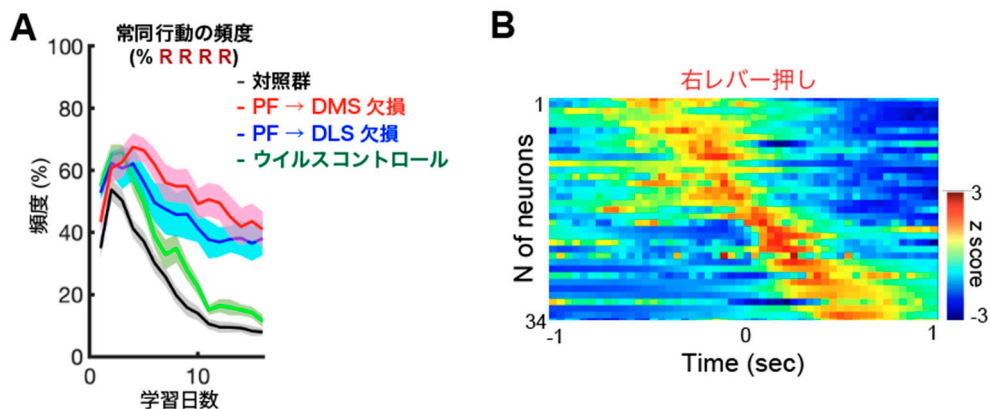 A
常同行動の頻度
(% R R R R)
100
80
60
40
20
0
頻度 (%)
0
10
学習日数
- 対照群
- PF → DMS 欠損
- PF → DLS 欠損
- ウイルスコントロール
B
右レバー押し
1
34
N of neurons
-1
0
1
Time (sec)
3
z score
-3